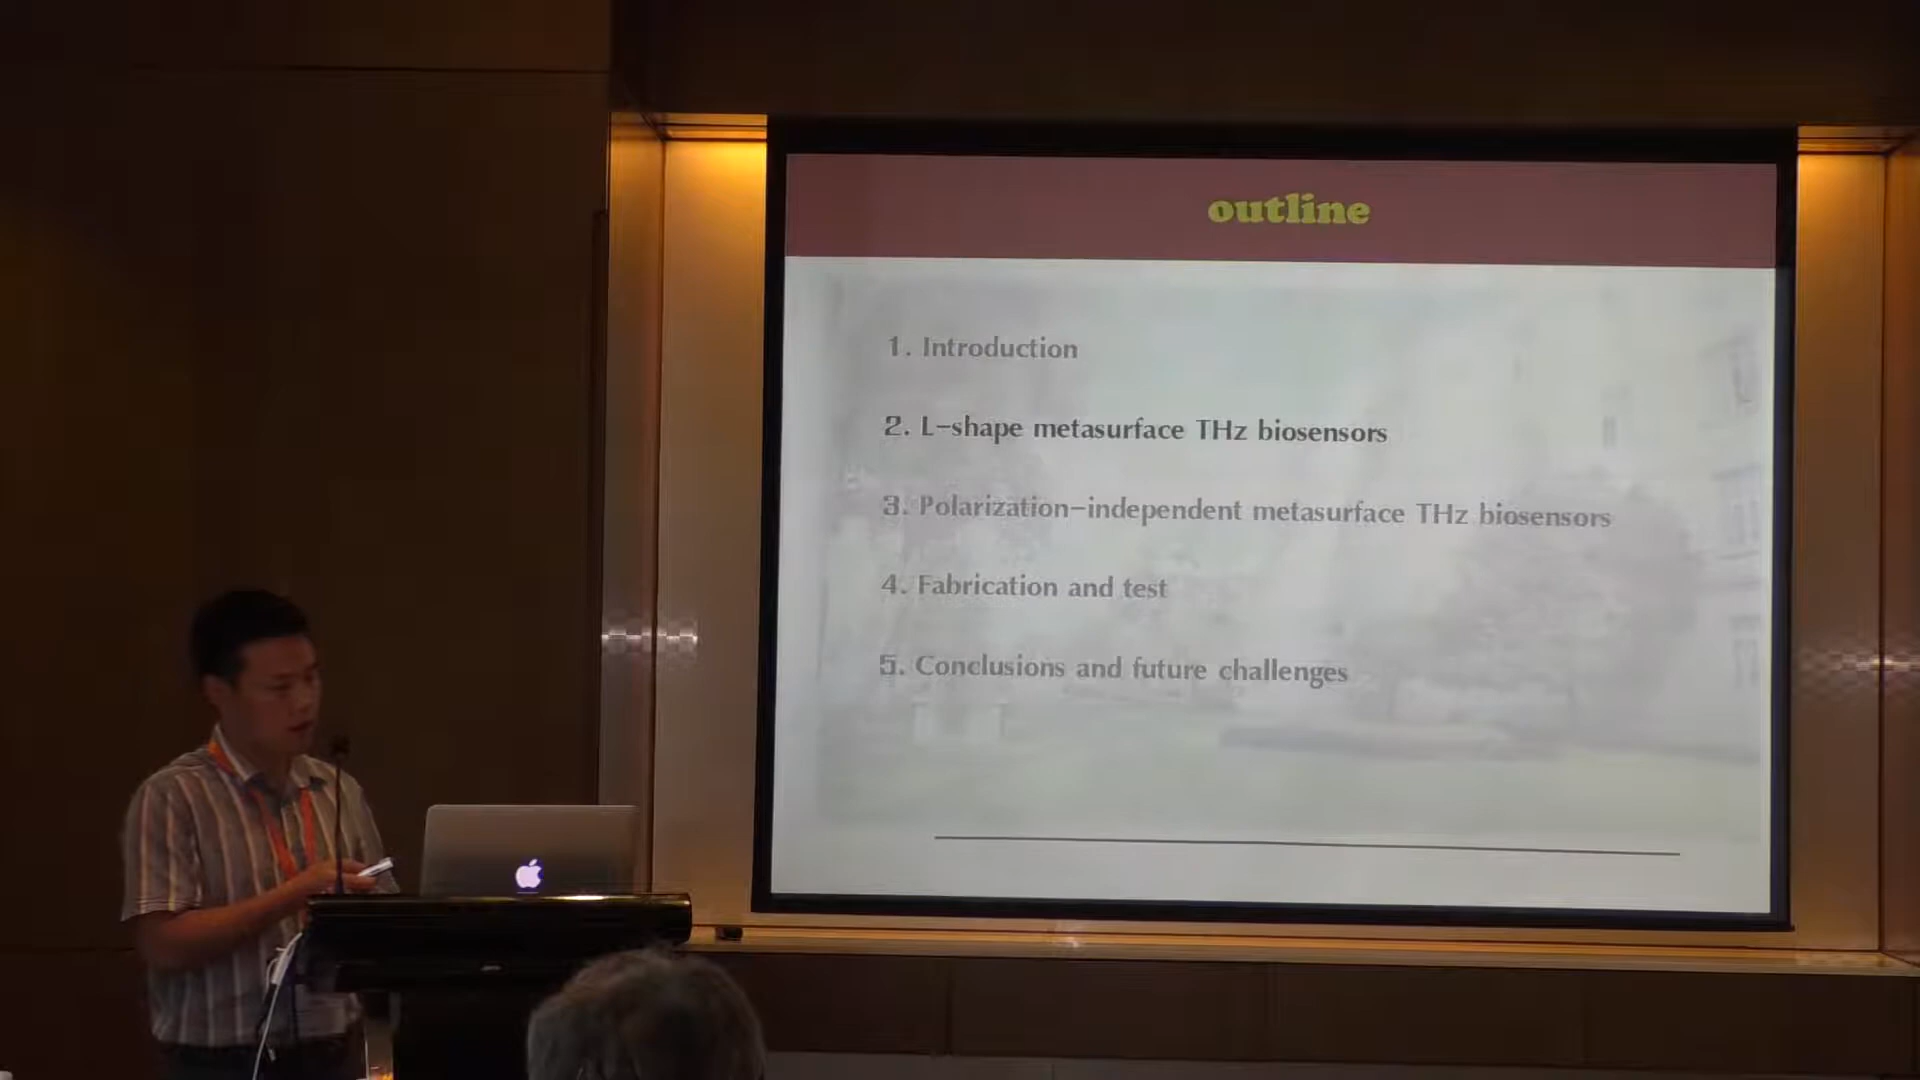 outline
1. Introduction
2. L-shape metasurface THz biosensors
3. Polarization-independent metasurface THz biosensors
4. Fabrication and test
5. Conclusions and future challenges